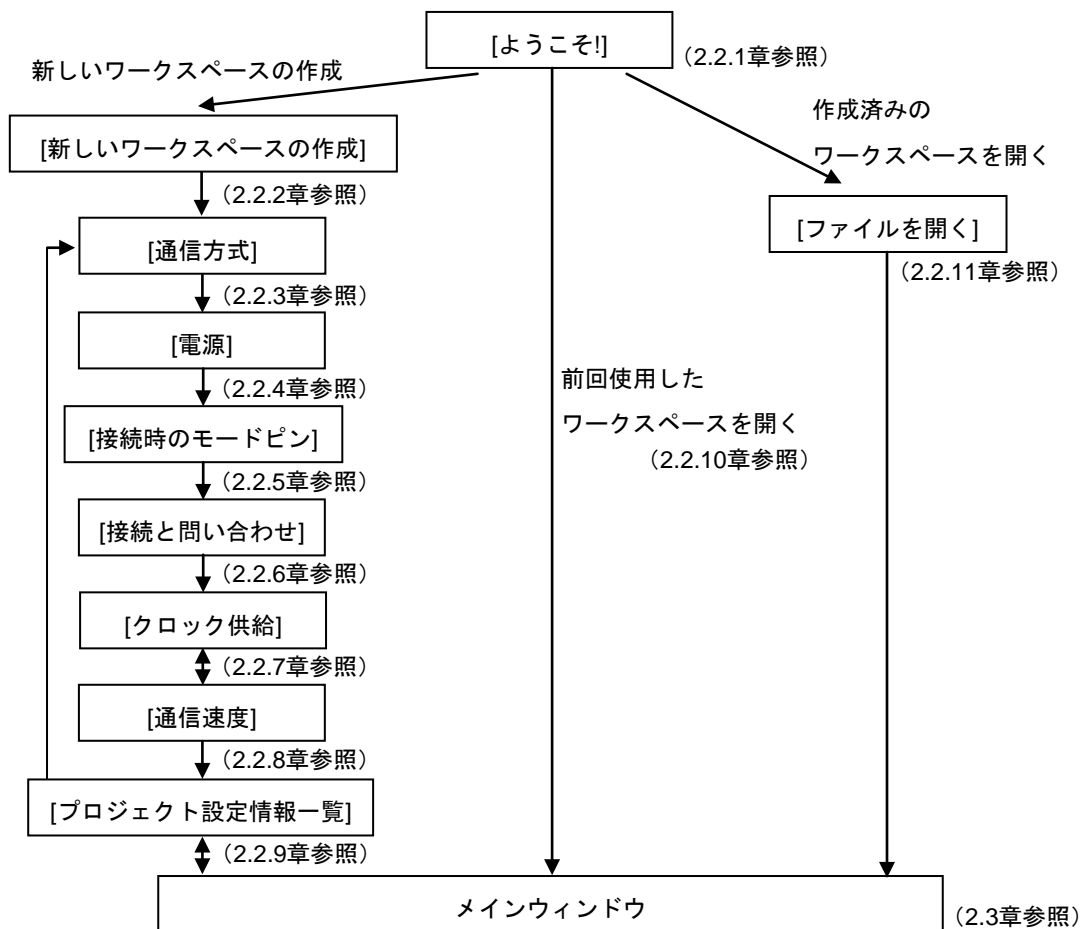 [ようこそ!]
(2.2.1章参照)
新しいワークスペースの作成
作成済みの
ワークスペースを開く
[新しいワークスペースの作成]
(2.2.2章参照)
[ファイルを開く]
(2.2.11章参照)
[通信方式]
(2.2.3章参照)
[電源]
(2.2.4章参照)
前回使用した
ワークスペースを開く
(2.2.10章参照)
[接続時のモードピン]
(2.2.5章参照)
[接続と問い合わせ]
(2.2.6章参照)
[クロック供給]
(2.2.7章参照)
[通信速度]
(2.2.8章参照)
[プロジェクト設定情報一覧]
(2.2.9章参照)
メインウィンドウ
(2.3章参照)